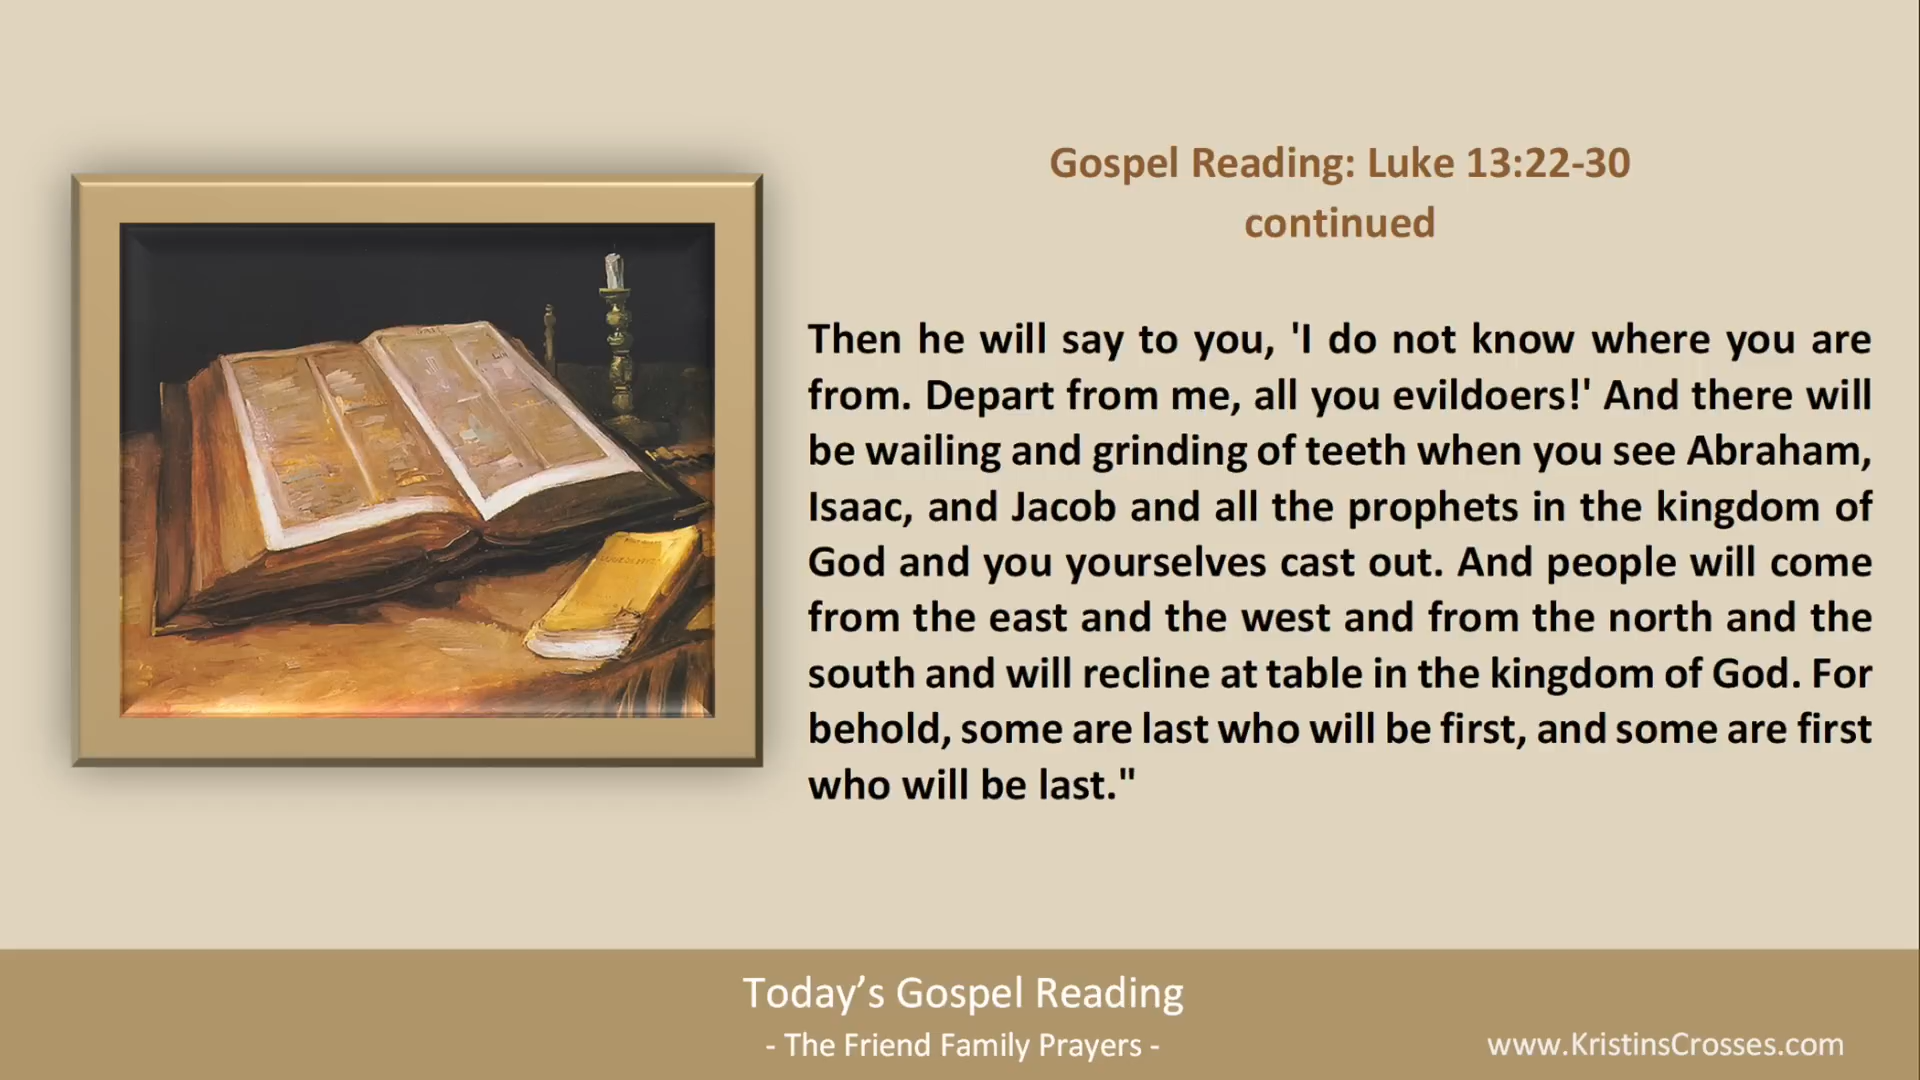 Gospel Reading: Luke 13:22-30
continued
Then he will say to you, 'I do not know where you are
from. Depart from me, all you evildoers!' And there will
be wailing and grinding of teeth when you see Abraham,
Isaac, and Jacob and all the prophets in the kingdom of
God and you yourselves cast out. And people will come
from the east and the west and from the north and the
south and will recline at table in the kingdom of God. For
behold, some are last who will be first, and some are first
who will be last."
Today’s Gospel Reading
- The Friend Family Prayers -
www.KristinsCrosses.com